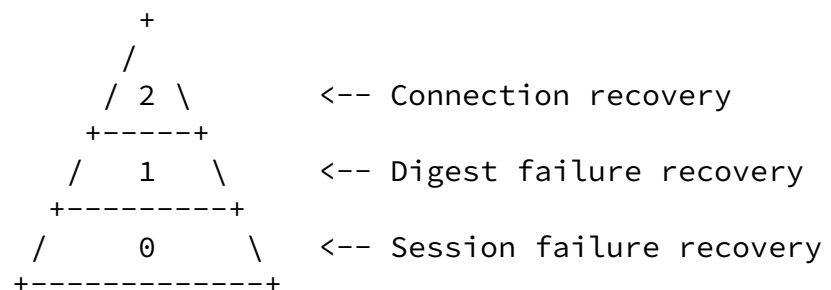 +
                /
               / 2 \       <-- Connection recovery
              +-----+
             /   1   \     <-- Digest failure recovery
            +---------+
           /     0     \   <-- Session failure recovery
          +-------------+